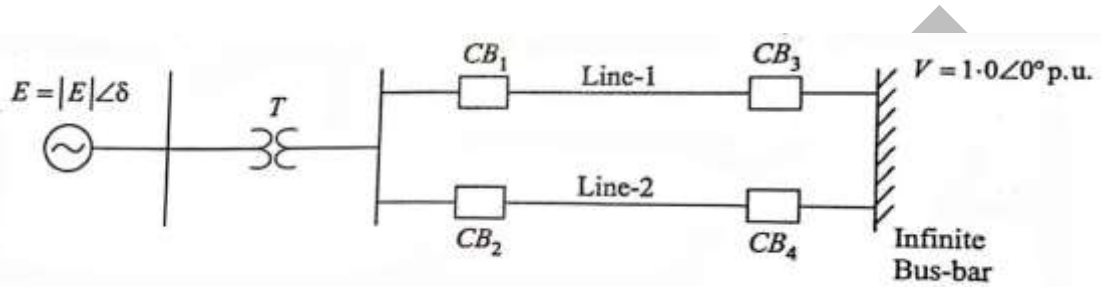 E = |E|∠δ
T
CB₁
Line-1
CB₃
V = 1·0∠0° p.u.
CB₂
Line-2
CB₄
Infinite
Bus-bar